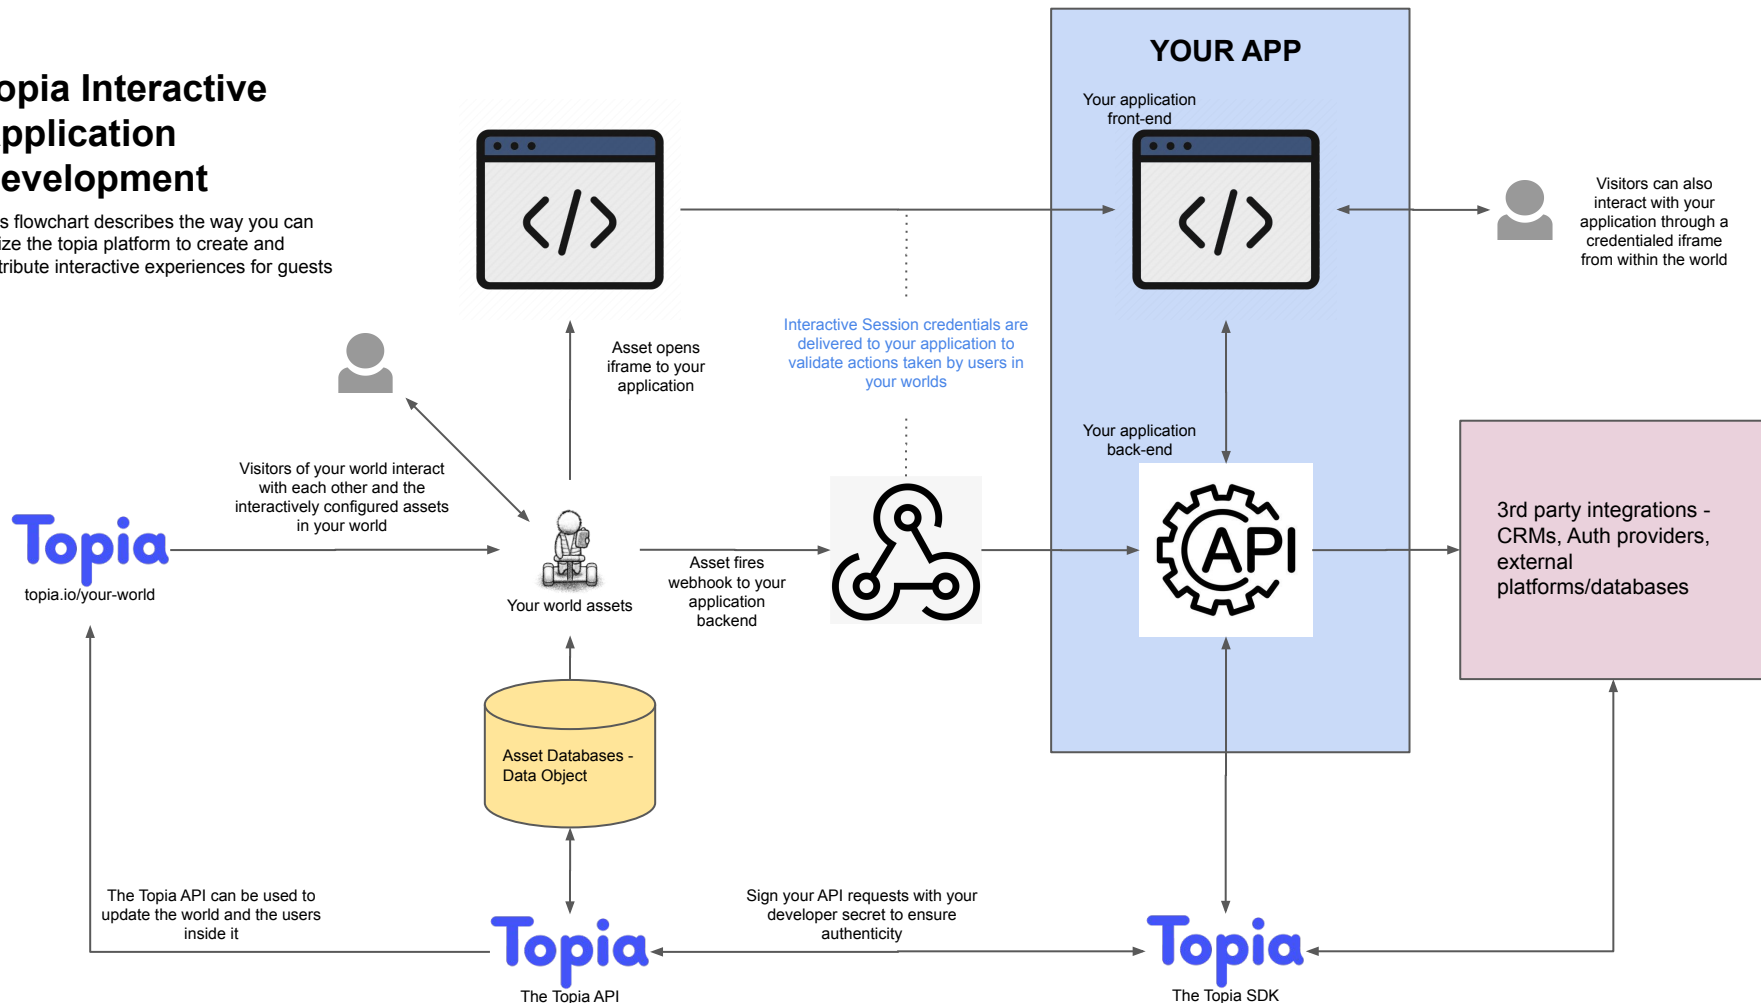 opia Interactive
pplication
evelopment
s flowchart describes the way you can
ize the topia platform to create and
tribute interactive experiences for guests
YOUR APP
Your application
front-end
Visitors can also
interact with your
application through a
credentialed iframe
from within the world
Asset opens
iframe to your
application
Interactive Session credentials are
delivered to your application to
validate actions taken by users in
your worlds
Your application
back-end
Visitors of your world interact
with each other and the
interactively configured assets
in your world
Topia
topia.io/your-world
Your world assets
Asset fires
webhook to your
application
backend
API
3rd party integrations -
CRMs, Auth providers,
external
platforms/databases
Asset Databases -
Data Object
The Topia API can be used to
update the world and the users
inside it
Topia
The Topia API
Sign your API requests with your
developer secret to ensure
authenticity
Topia
The Topia SDK